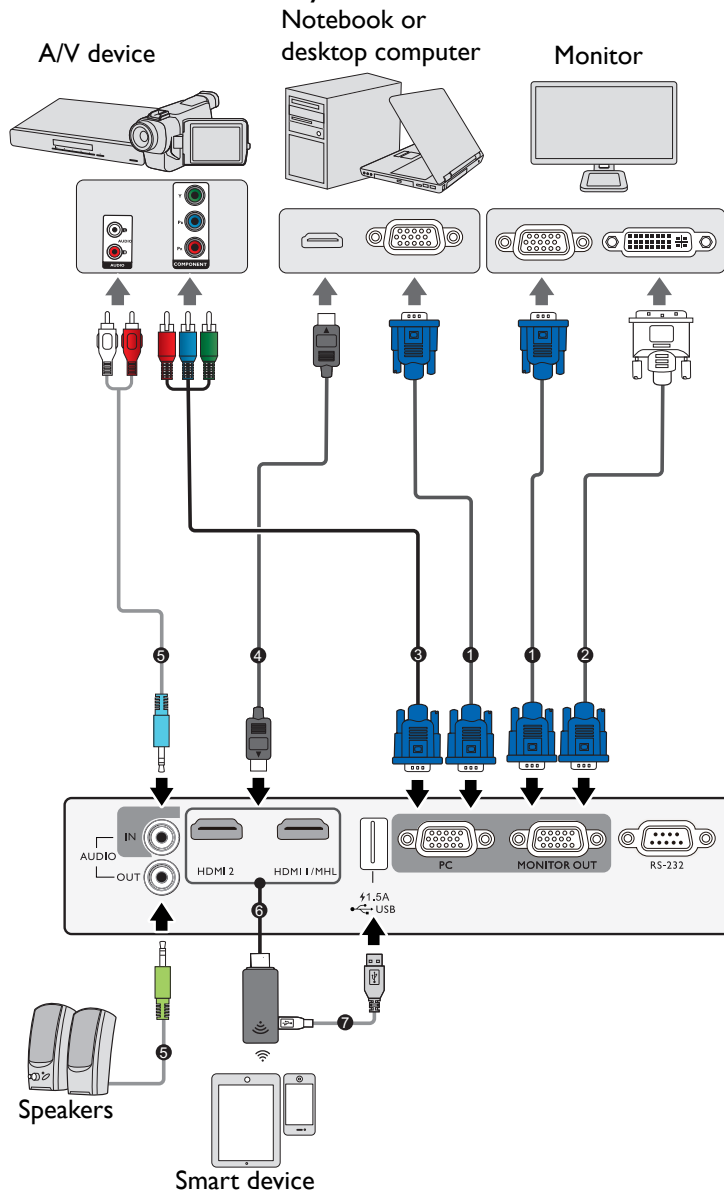 Notebook or
desktop computer
A/V device
Monitor
Y
PB
PR
L
AUDIO
R
AUDIO
COMPONENT
5
4
3
1
1
2
IN
AUDIO
OUT
HDMI 2
HDMI 1/MHL
PC
MONITOR OUT
RS-232
1.5A
USB
6
7
5
Speakers
Smart device